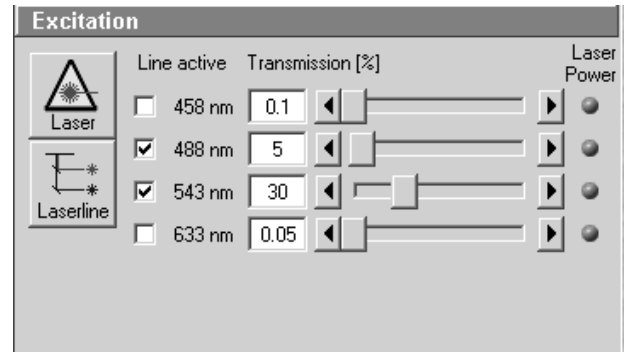 Excitation
Line active Transmission [%] Laser Power
Laser
458 nm 0.1
488 nm 5
Laserline
543 nm 30
633 nm 0.05